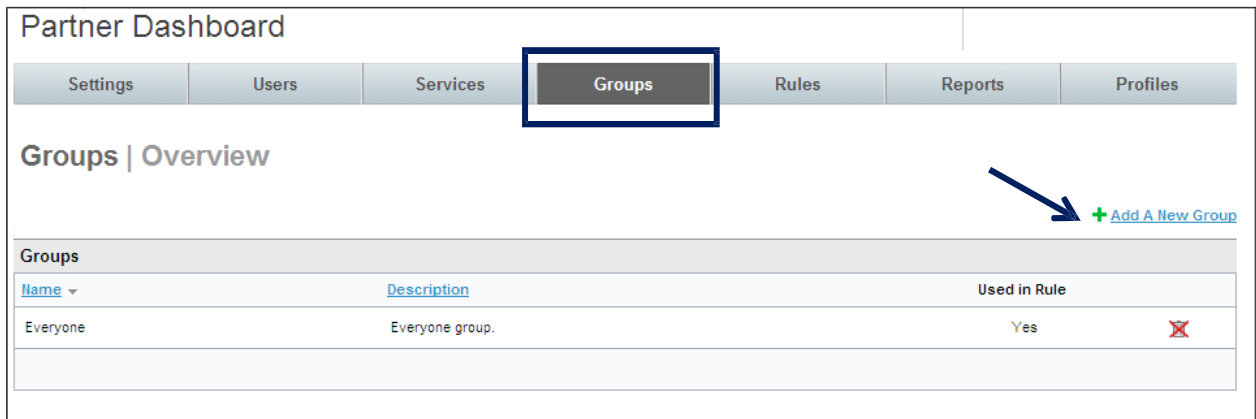 Partner Dashboard
Settings Users Services Groups Rules Reports Profiles
Groups | Overview
Add A New Group
Groups
Name Description Used in Rule
Everyone Everyone group. Yes